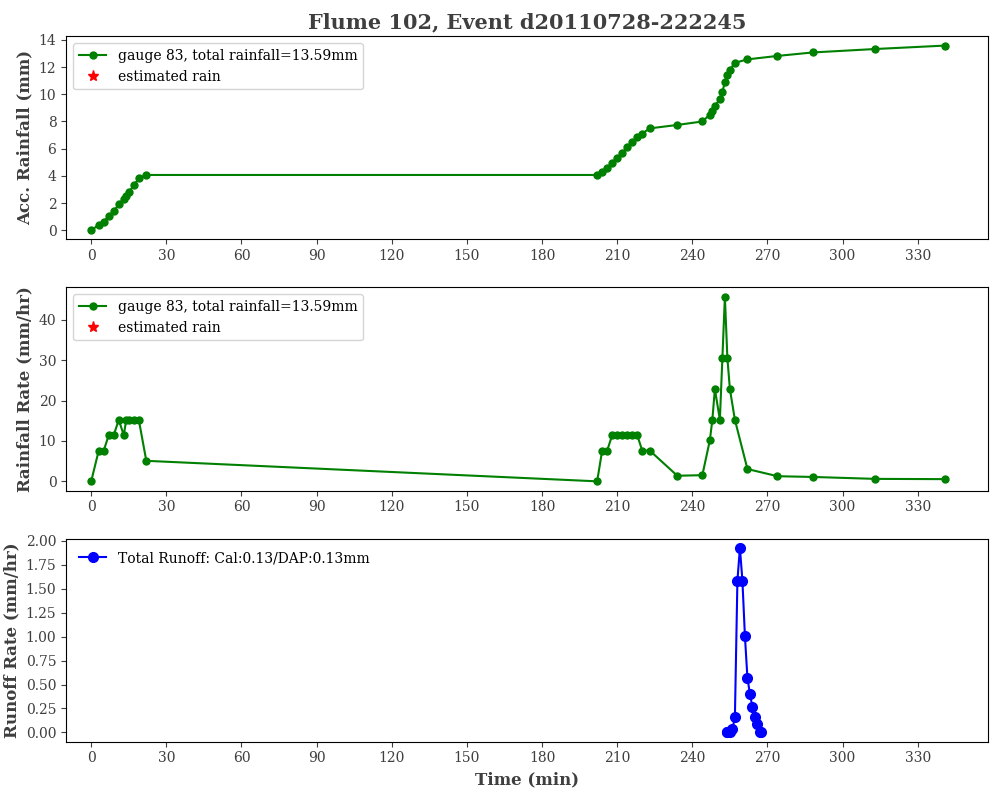 Flume 102, Event d20110728-222245
Acc. Rainfall (mm)
14
12
10
8
6
4
2
0
gauge 83, total rainfall=13.59mm
estimated rain
0 30 60 90 120 150 180 210 240 270 300 330
Rainfall Rate (mm/hr)
40
30
20
10
0
gauge 83, total rainfall=13.59mm
estimated rain
0 30 60 90 120 150 180 210 240 270 300 330
Runoff Rate (mm/hr)
2.00
1.75
1.50
1.25
1.00
0.75
0.50
0.25
0.00
Total Runoff: Cal:0.13/DAP:0.13mm
0 30 60 90 120 150 180 210 240 270 300 330
Time (min)